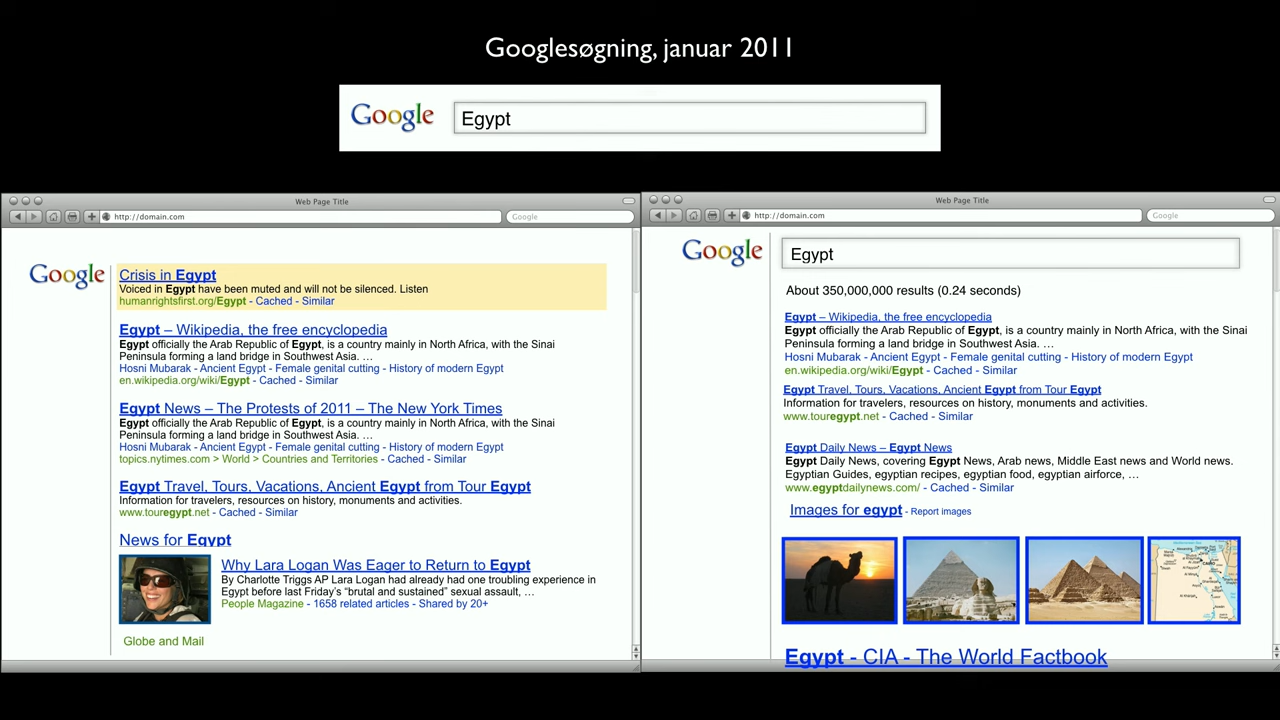 Googlesøgning, januar 2011
Google Egypt
Web Page Title
http://domain.com Google
Google
Crisis in Egypt
Voiced in Egypt have been muted and will not be silenced. Listen
humanrightsfirst.org/Egypt - Cached - Similar
Egypt – Wikipedia, the free encyclopedia
Egypt officially the Arab Republic of Egypt, is a country mainly in North Africa, with the Sinai
Peninsula forming a land bridge in Southwest Asia. …
Hosni Mubarak - Ancient Egypt - Female genital cutting - History of modern Egypt
en.wikipedia.org/wiki/Egypt - Cached - Similar
Egypt News – The Protests of 2011 – The New York Times
Egypt officially the Arab Republic of Egypt, is a country mainly in North Africa, with the Sinai
Peninsula forming a land bridge in Southwest Asia. …
Hosni Mubarak - Ancient Egypt - Female genital cutting - History of modern Egypt
topics.nytimes.com > World > Countries and Territories - Cached - Similar
Egypt Travel, Tours, Vacations, Ancient Egypt from Tour Egypt
Information for travelers, resources on history, monuments and activities.
www.touregypt.net - Cached - Similar
News for Egypt
Why Lara Logan Was Eager to Return to Egypt
By Charlotte Triggs AP Lara Logan had already had one troubling experience in
Egypt before last Friday's “brutal and sustained” sexual assault, …
People Magazine - 1658 related articles - Shared by 20+
Globe and Mail
Web Page Title
http://domain.com Google
Google Egypt
About 350,000,000 results (0.24 seconds)
Egypt – Wikipedia, the free encyclopedia
Egypt officially the Arab Republic of Egypt, is a country mainly in North Africa, with the Sinai
Peninsula forming a land bridge in Southwest Asia. …
Hosni Mubarak - Ancient Egypt - Female genital cutting - History of modern Egypt
en.wikipedia.org/wiki/Egypt - Cached - Similar
Egypt Travel, Tours, Vacations, Ancient Egypt from Tour Egypt
Information for travelers, resources on history, monuments and activities.
www.touregypt.net - Cached - Similar
Egypt Daily News – Egypt News
Egypt Daily News, covering Egypt News, Arab news, Middle East news and World news.
Egyptian Guides, egyptian recipes, egyptian food, egyptian airforce, …
www.egyptdailynews.com/ - Cached - Similar
Images for egypt - Report images
Egypt - CIA - The World Factbook